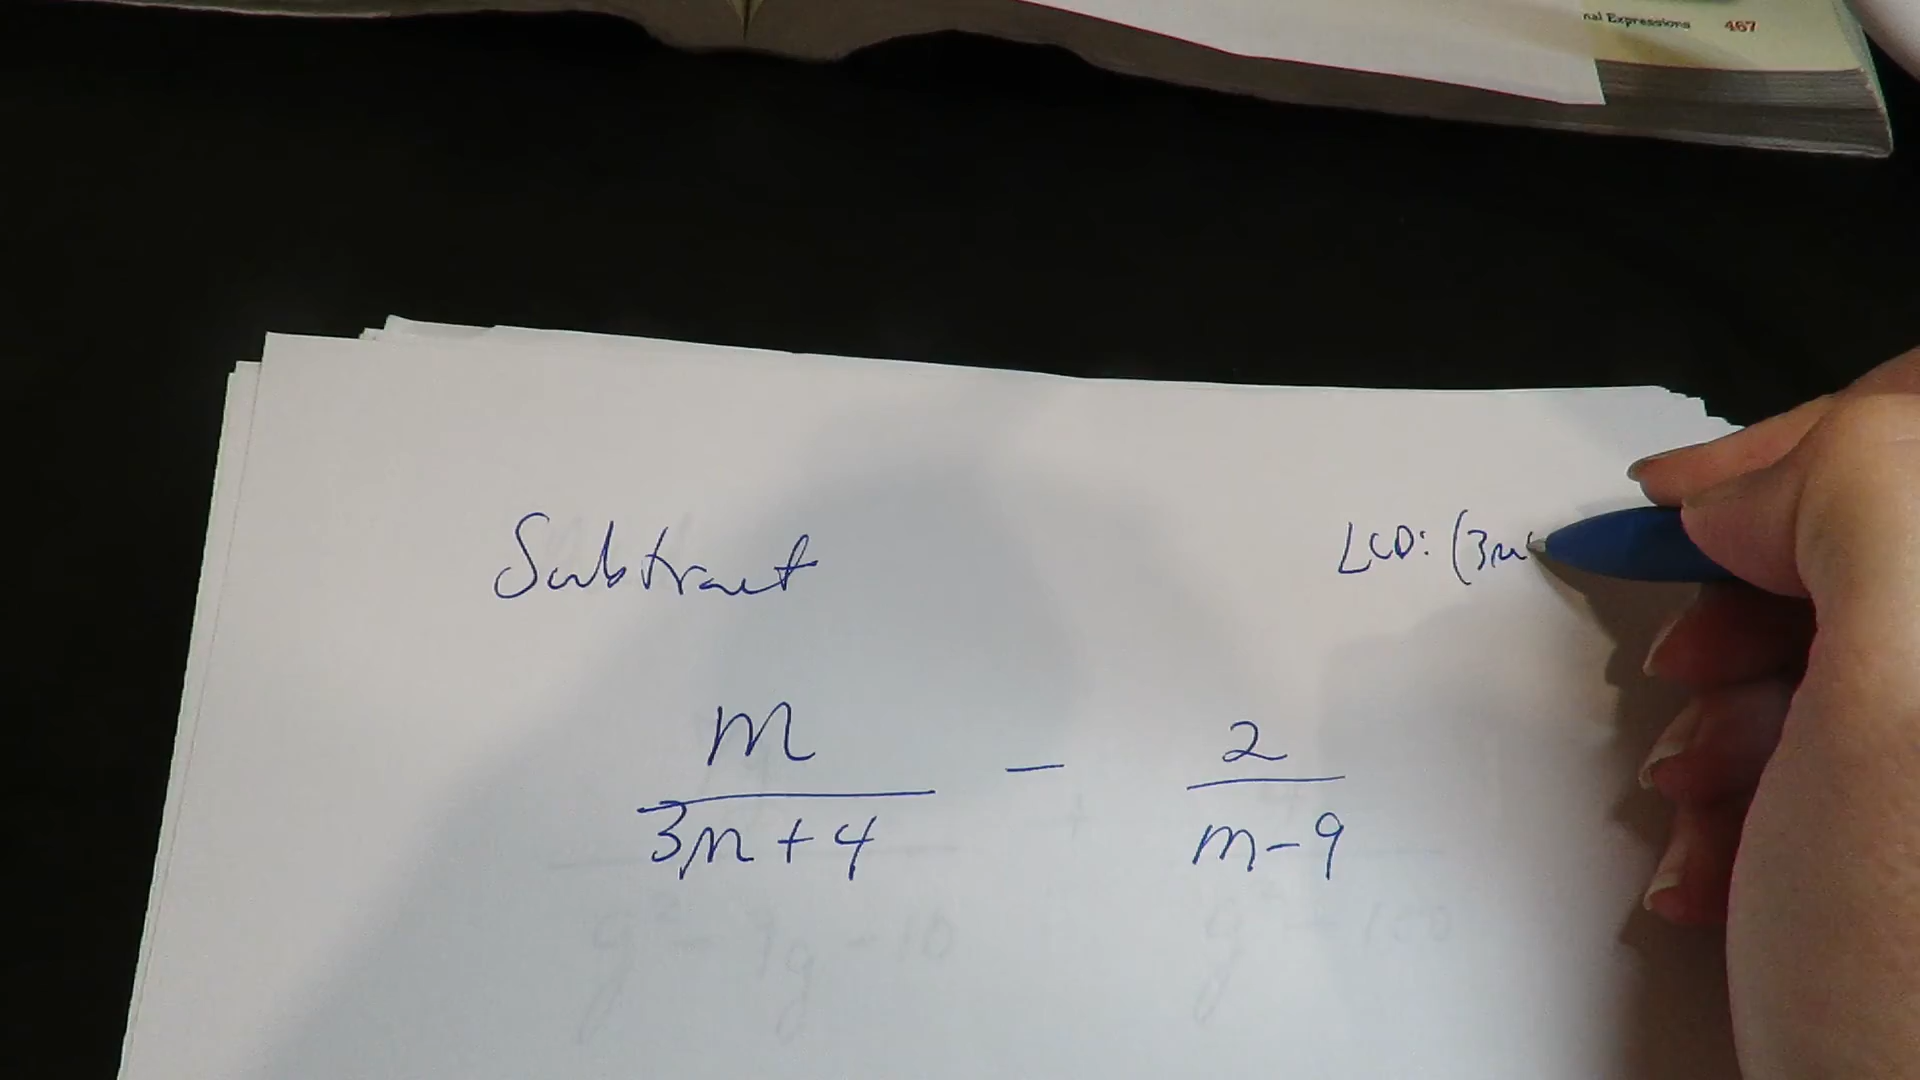 nal Expressions 467
Subtract
LCD: (3m
m/3m+4 - 2/m-9